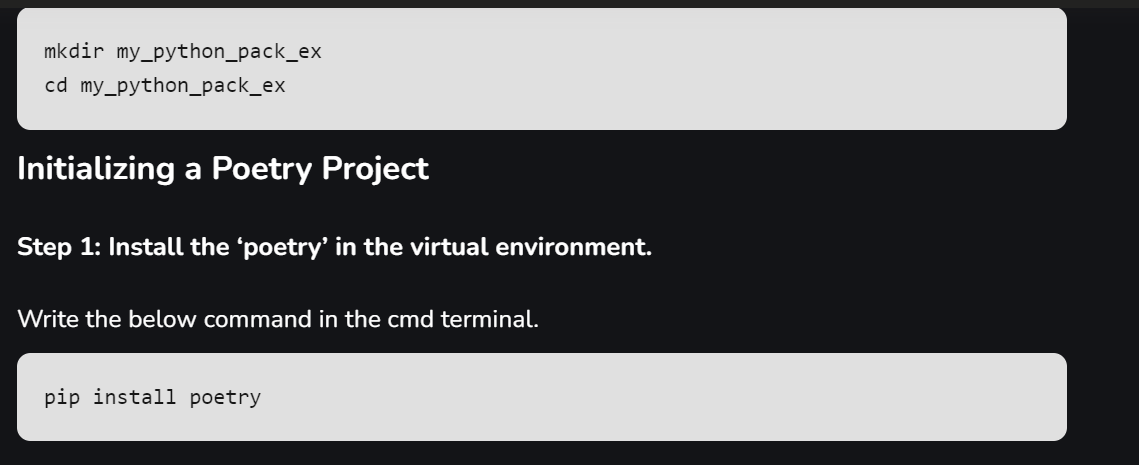 mkdir my_python_pack_ex
cd my_python_pack_ex
Initializing a Poetry Project
Step 1: Install the ‘poetry’ in the virtual environment.
Write the below command in the cmd terminal.
pip install poetry